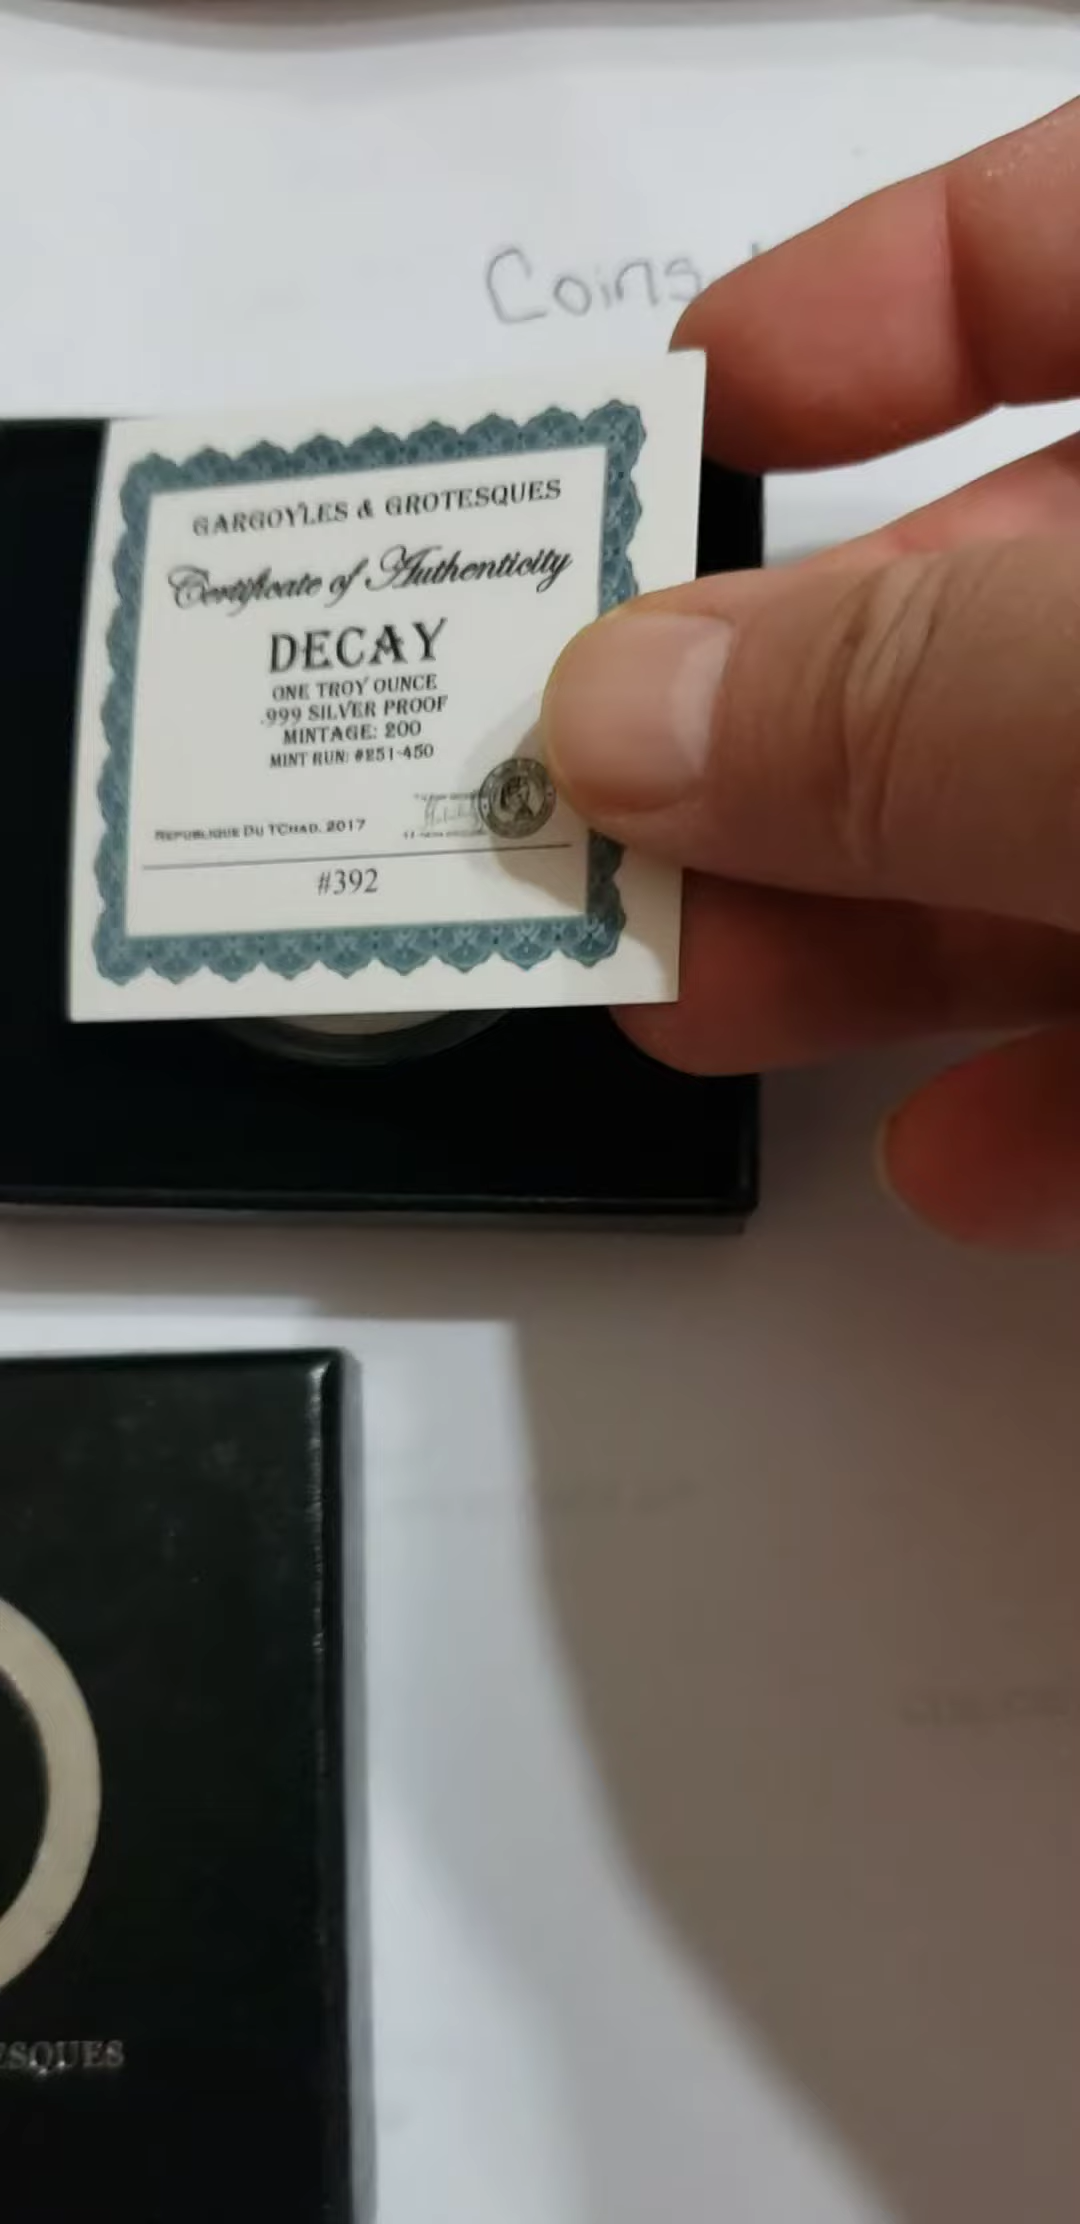 Coins
GARGOYLES & GROTESQUES
Certificate of Authenticity
DECAY
ONE TROY OUNCE
.999 SILVER PROOF
MINTAGE: 200
MINT RUN: #251-450
REPUBLIQUE DU TCHAD, 2017
#392
ESQUES